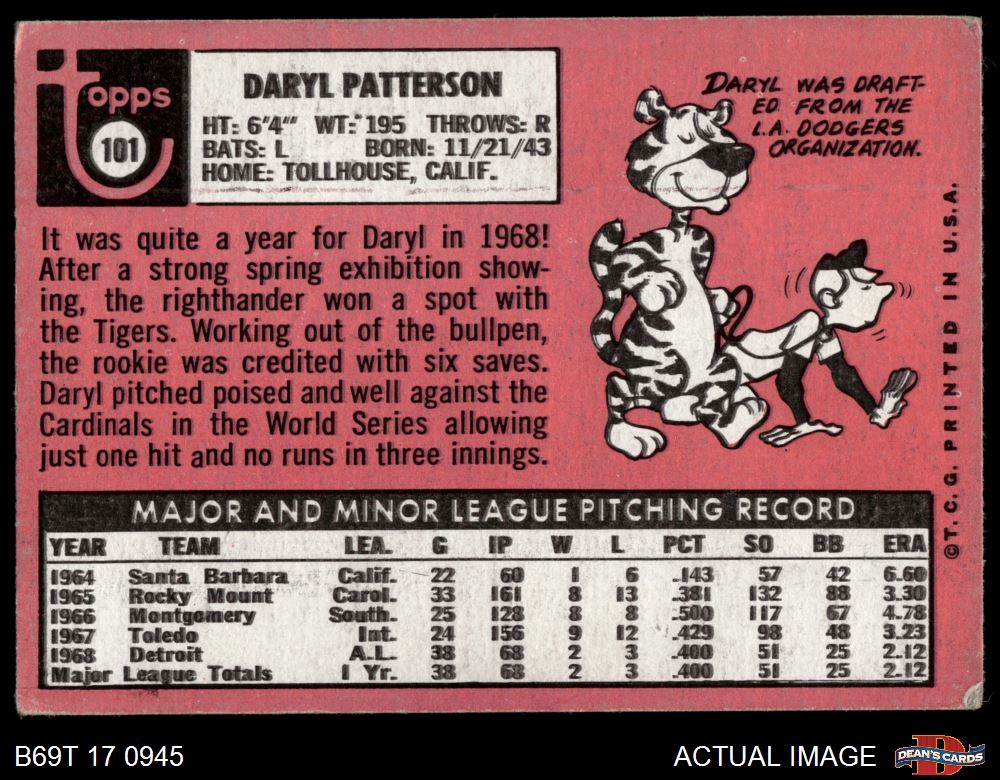 Topps
101
DARYL PATTERSON
HT: 6'4" WT: 195 THROWS: R
BATS: L BORN: 11/21/43
HOME: TOLLHOUSE, CALIF.
DARYL WAS DRAFT-
ED FROM THE
L.A. DODGERS
ORGANIZATION.
It was quite a year for Daryl in 1968!
After a strong spring exhibition show-
ing, the righthander won a spot with
the Tigers. Working out of the bullpen,
the rookie was credited with six saves.
Daryl pitched poised and well against the
Cardinals in the World Series allowing
just one hit and no runs in three innings.
©T.C.G. PRINTED IN U.S.A.
MAJOR AND MINOR LEAGUE PITCHING RECORD
YEAR TEAM LEA. G IP W L PCT SO BB ERA
1964 Santa Barbara Calif. 22 60 1 6 .143 57 42 6.60
1965 Rocky Mount Carol. 33 161 8 13 .381 132 88 3.30
1966 Montgomery South. 25 128 8 8 .500 117 67 4.78
1967 Toledo Int. 24 156 9 12 .429 98 48 3.23
1968 Detroit A.L. 38 68 2 3 .400 51 25 2.12
Major League Totals 1 Yr. 38 68 2 3 .400 51 25 2.12
B69T 17 0945
ACTUAL IMAGE
D
DEAN'S CARDS